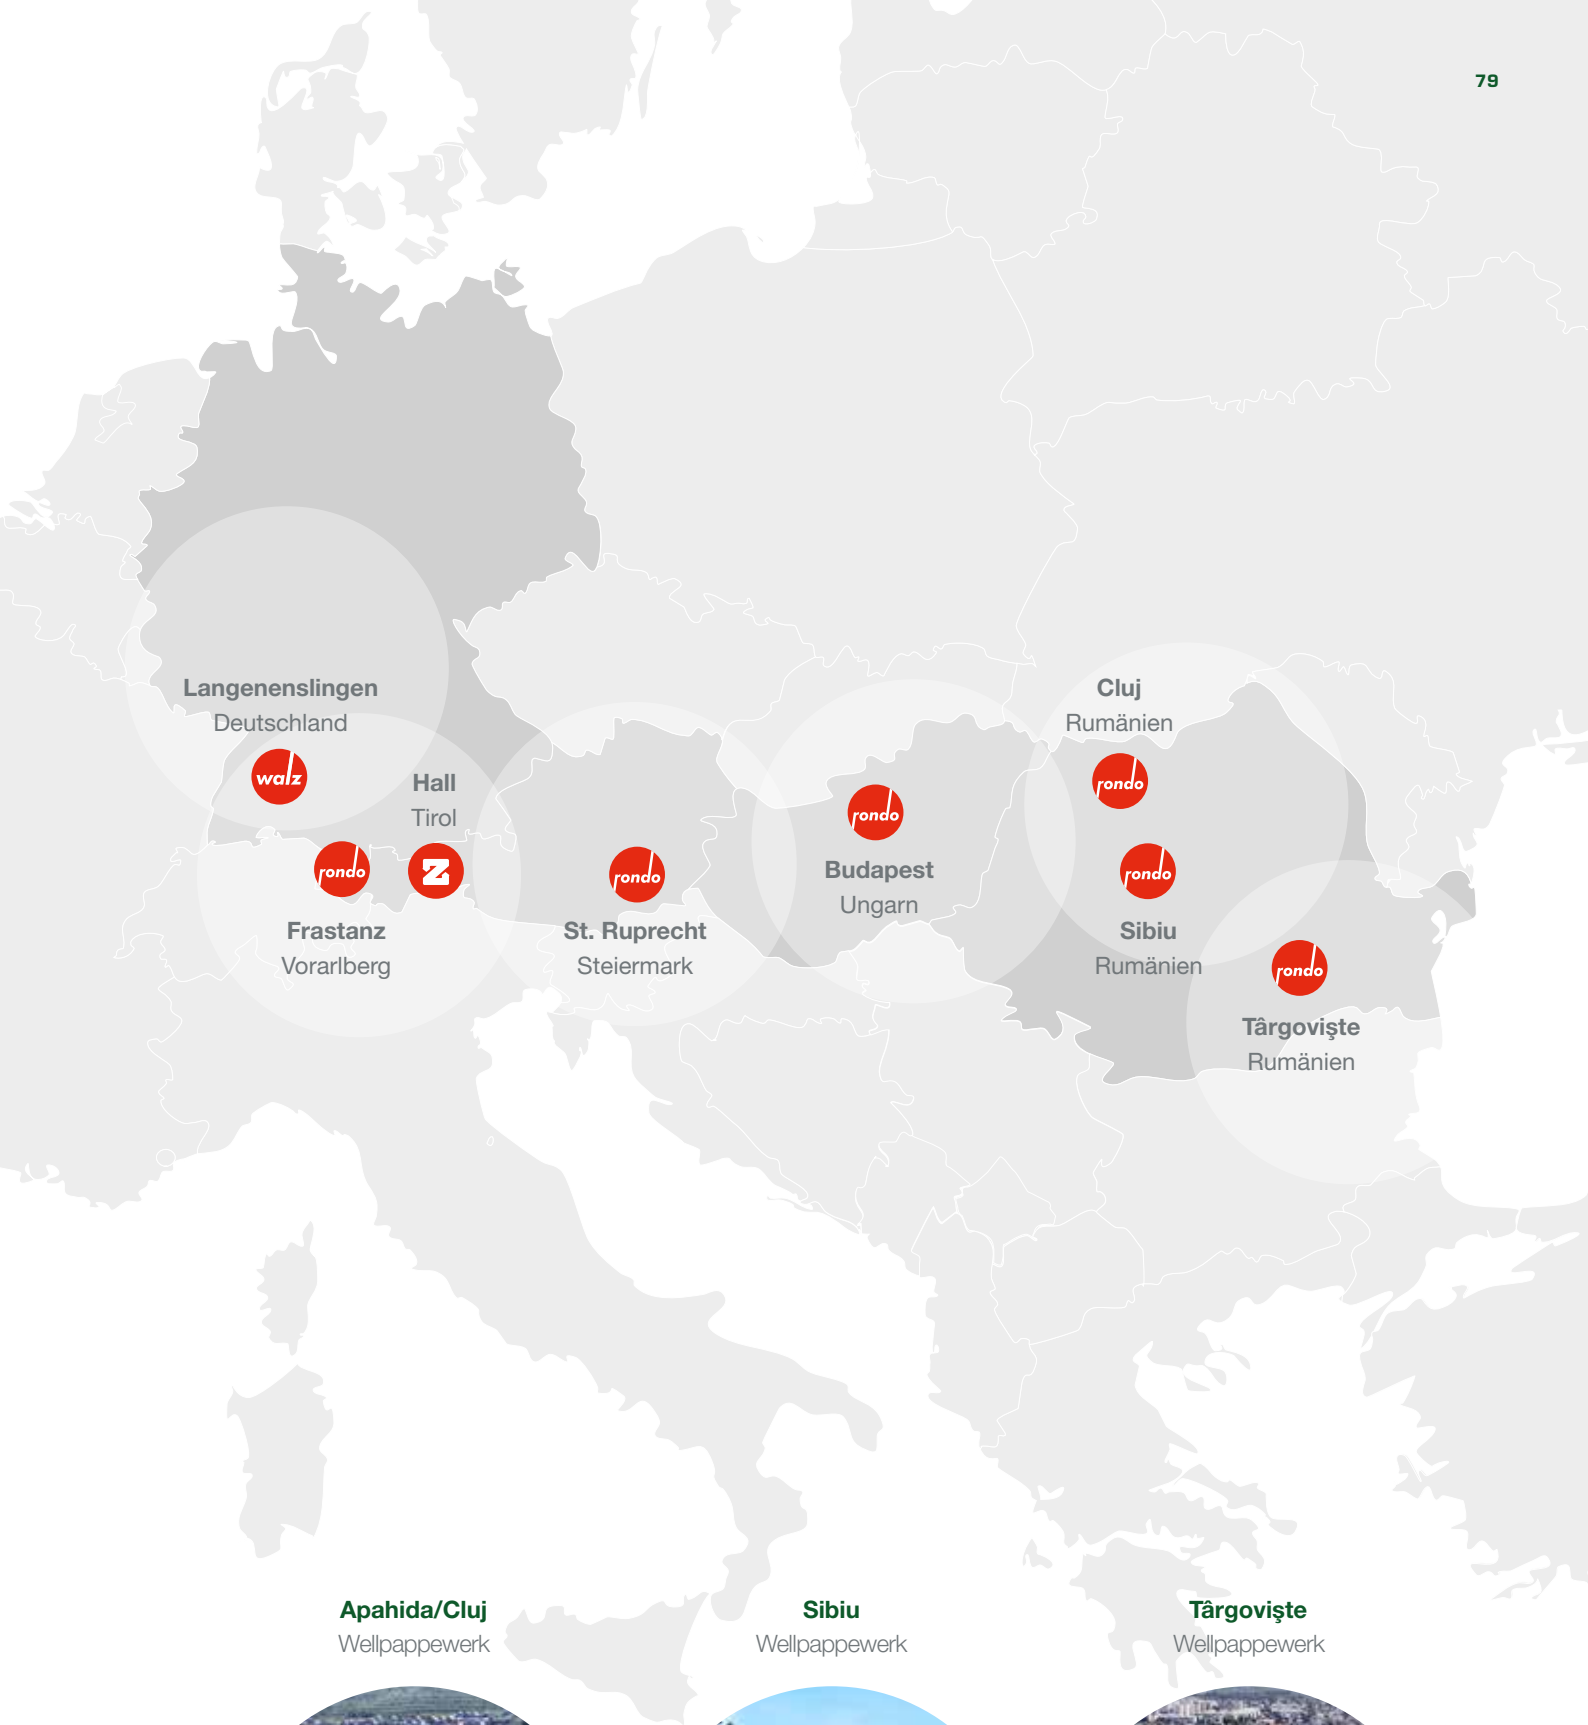 79
Langenenslingen
Deutschland
walz
Hall
Tirol
Z
rondo
Frastanz
Vorarlberg
rondo
St. Ruprecht
Steiermark
rondo
Budapest
Ungarn
Cluj
Rumänien
rondo
rondo
Sibiu
Rumänien
rondo
Târgovişte
Rumänien
Apahida/Cluj
Wellpappewerk
Sibiu
Wellpappewerk
Târgovişte
Wellpappewerk